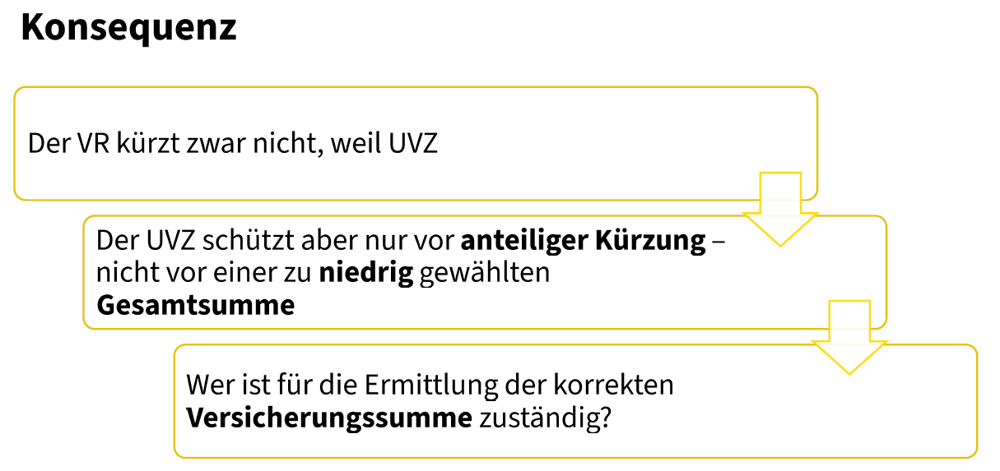 Konsequenz
Der VR kürzt zwar nicht, weil UVZ
Der UVZ schützt aber nur vor anteiliger Kürzung –
nicht vor einer zu niedrig gewählten
Gesamtsumme
Wer ist für die Ermittlung der korrekten
Versicherungssumme zuständig?